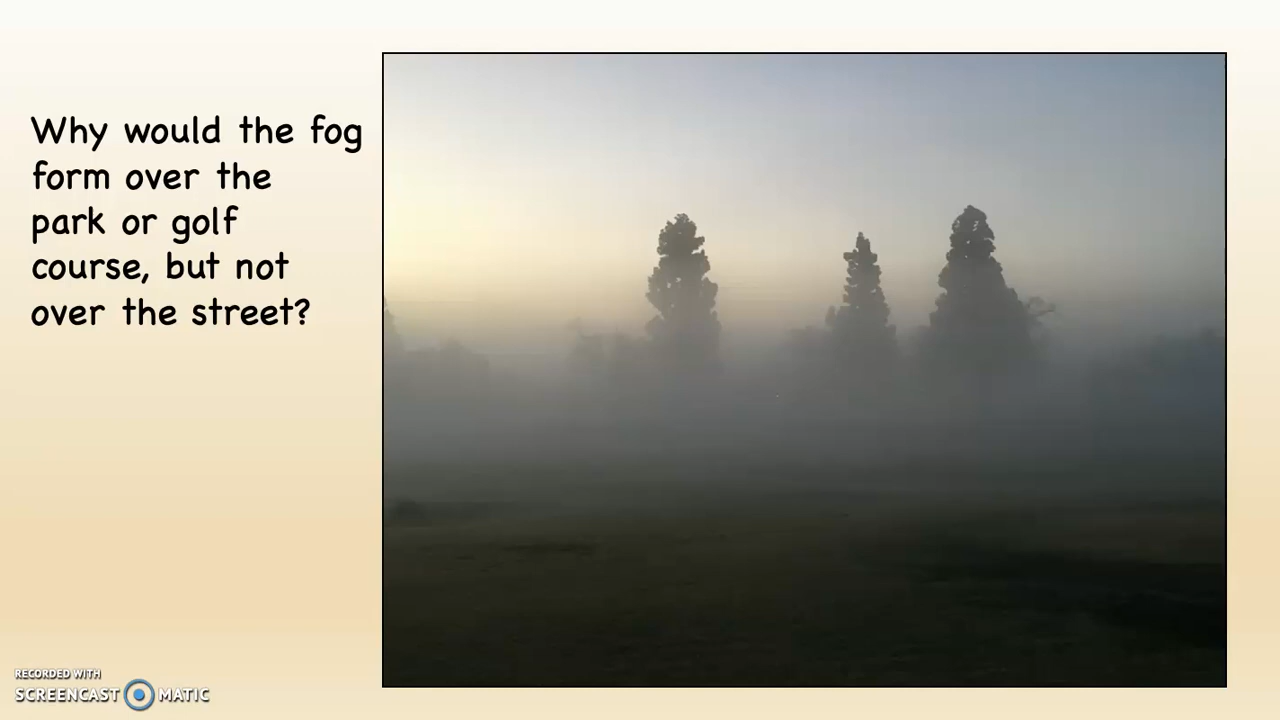 Why would the fog
form over the
park or golf
course, but not
over the street?
RECORDED WITH
SCREENCAST MATIC